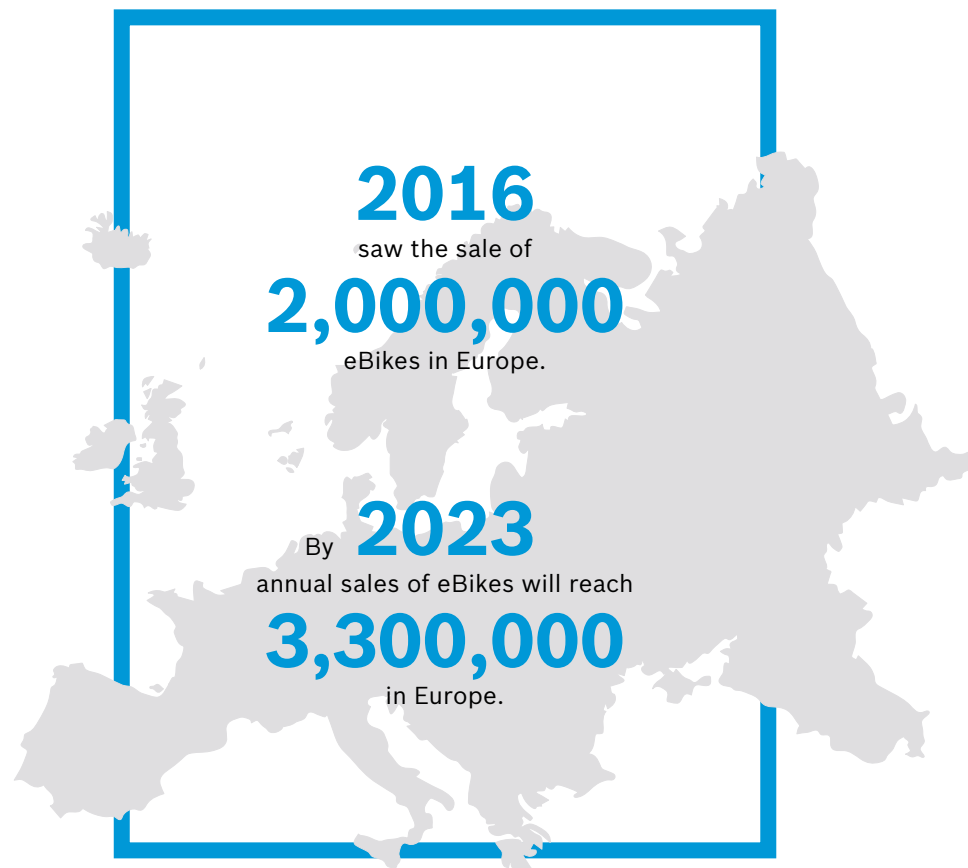 2016
saw the sale of
2,000,000
eBikes in Europe.
By 2023
annual sales of eBikes will reach
3,300,000
in Europe.